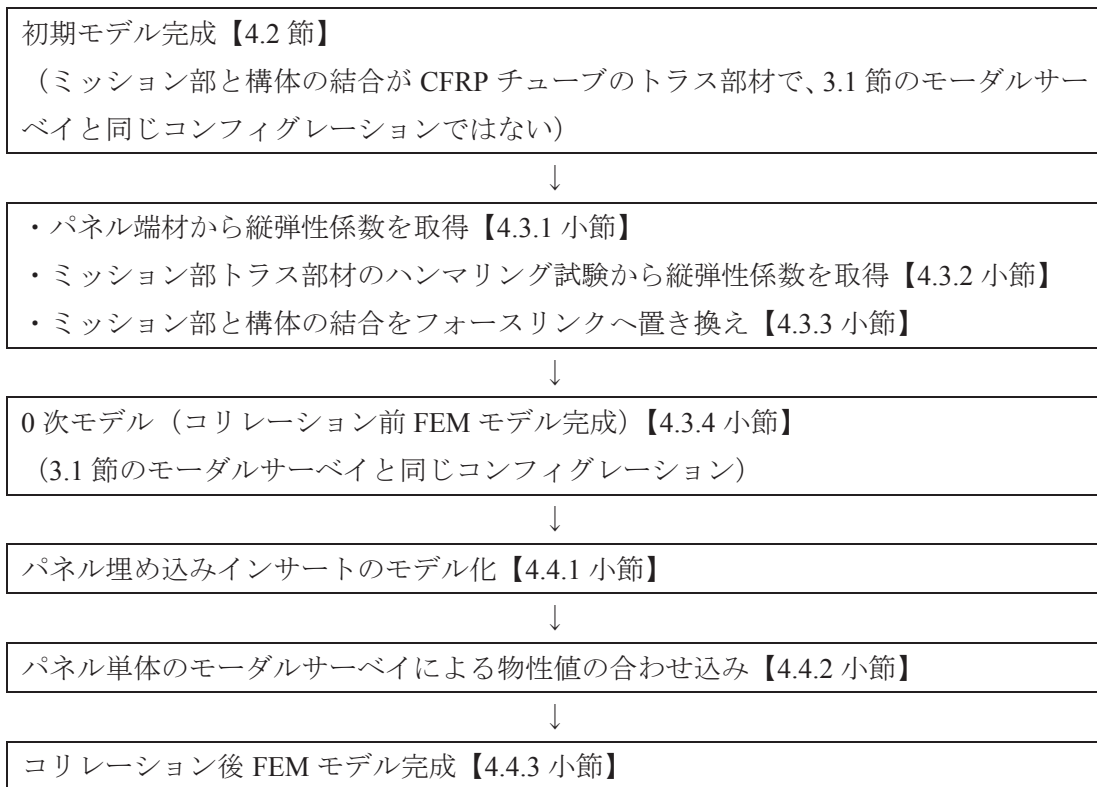 初期モデル完成【4.2 節】
（ミッション部と構体の結合が CFRP チューブのトラス部材で、3.1 節のモーダルサー
ベイと同じコンフィグレーションではない）
↓
・パネル端材から縦弾性係数を取得【4.3.1 小節】
・ミッション部トラス部材のハンマリング試験から縦弾性係数を取得【4.3.2 小節】
・ミッション部と構体の結合をフォースリンクへ置き換え【4.3.3 小節】
↓
0 次モデル（コリレーション前 FEM モデル完成）【4.3.4 小節】
（3.1 節のモーダルサーベイと同じコンフィグレーション）
↓
パネル埋め込みインサートのモデル化【4.4.1 小節】
↓
パネル単体のモーダルサーベイによる物性値の合わせ込み【4.4.2 小節】
↓
コリレーション後 FEM モデル完成【4.4.3 小節】